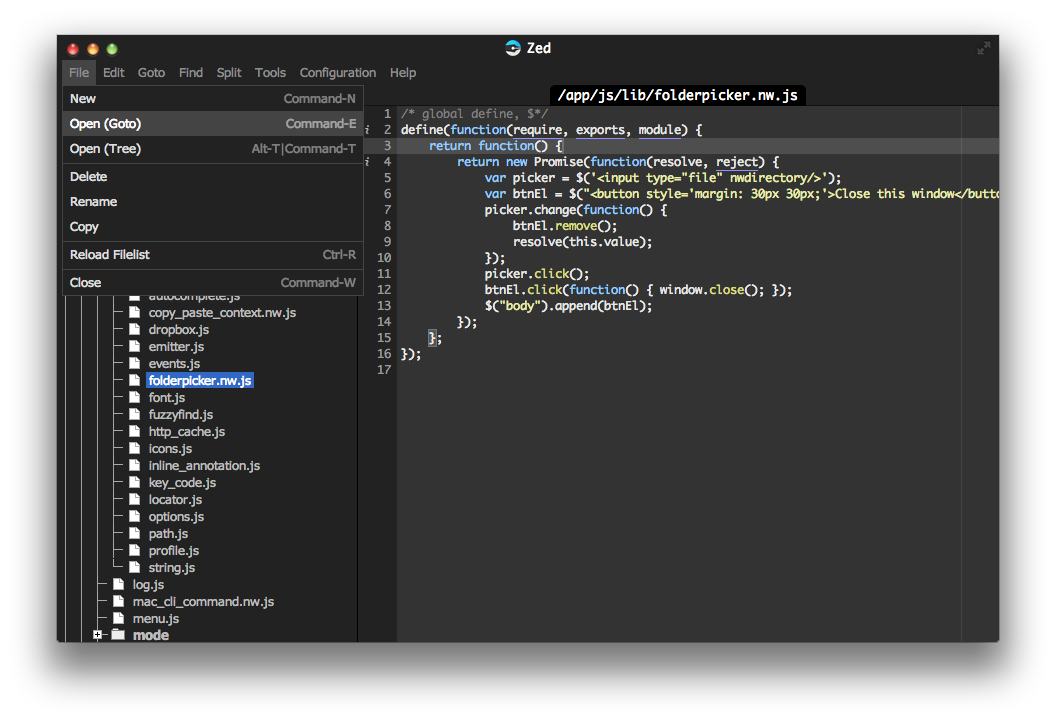 Zed
File Edit Goto Find Split Tools Configuration Help
New Command-N
Open (Goto) Command-E
Open (Tree) Alt-T|Command-T
Delete
Rename
Copy
Reload Filelist Ctrl-R
Close Command-W
autocomplete.js
copy_paste_context.nw.js
dropbox.js
emitter.js
events.js
folderpicker.nw.js
font.js
fuzzyfind.js
http_cache.js
icons.js
inline_annotation.js
key_code.js
locator.js
options.js
path.js
profile.js
string.js
log.js
mac_cli_command.nw.js
menu.js
mode
/app/js/lib/folderpicker.nw.js
1 /* global define, $*/
i 2 define(function(require, exports, module) {
3     return function() {
i 4         return new Promise(function(resolve, reject) {
5             var picker = $('<input type="file" nwdirectory/>');
6             var btnEl = $("<button style='margin: 30px 30px;'>Close this window</butto
7             picker.change(function() {
8                 btnEl.remove();
9                 resolve(this.value);
10             });
11             picker.click();
12             btnEl.click(function() { window.close(); });
13             $("body").append(btnEl);
14         });
15     };
16 });
17